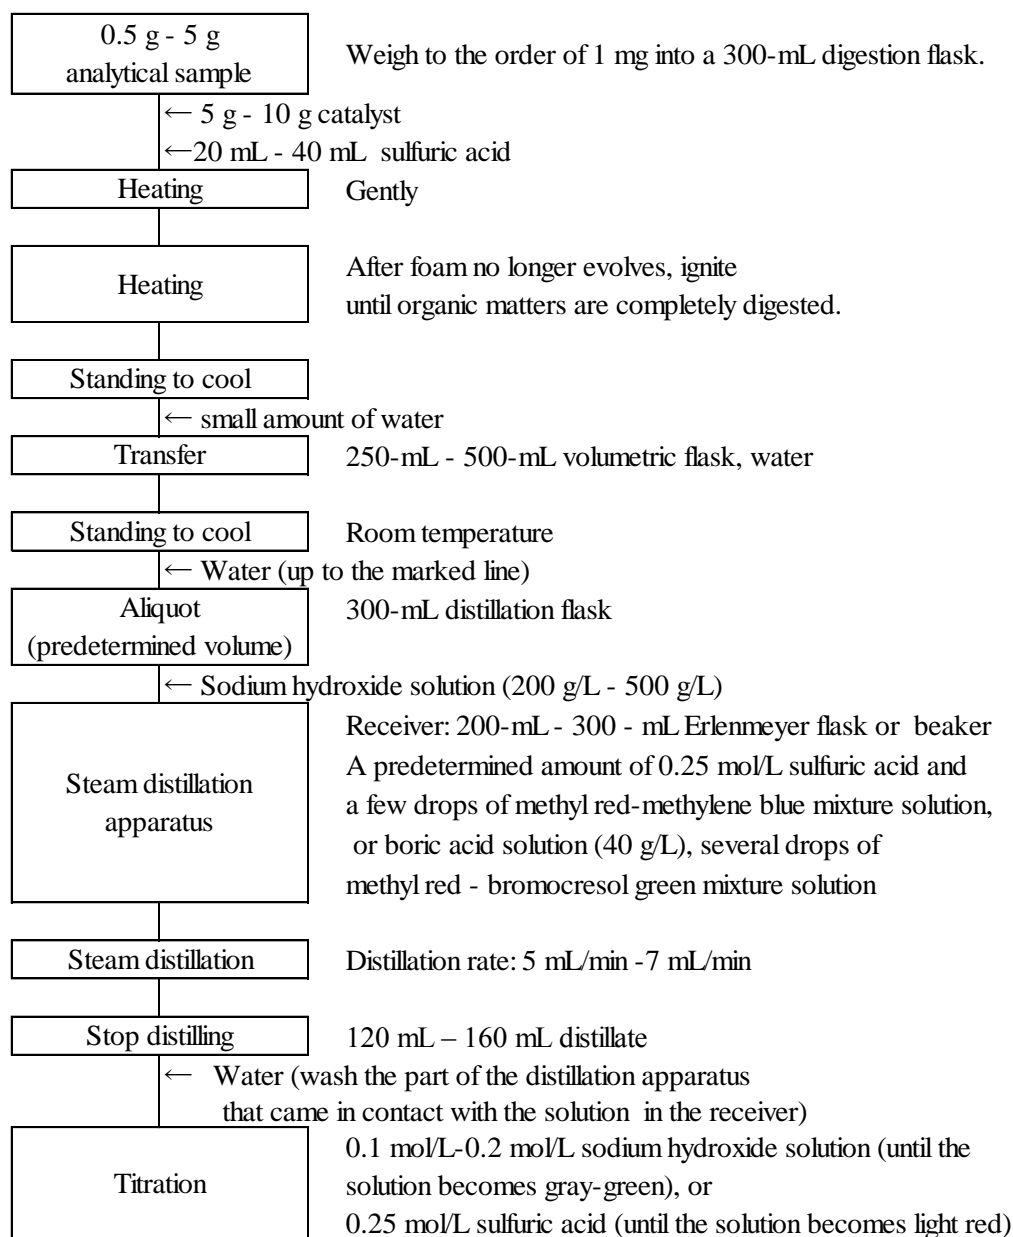 0.5 g - 5 g
analytical sample
Weigh to the order of 1 mg into a 300-mL digestion flask.
← 5 g - 10 g catalyst
←20 mL - 40 mL sulfuric acid
Heating
Gently
Heating
After foam no longer evolves, ignite
until organic matters are completely digested.
Standing to cool
← small amount of water
Transfer
250-mL - 500-mL volumetric flask, water
Standing to cool
Room temperature
← Water (up to the marked line)
Aliquot
(predetermined volume)
300-mL distillation flask
← Sodium hydroxide solution (200 g/L - 500 g/L)
Steam distillation
apparatus
Receiver: 200-mL - 300 - mL Erlenmeyer flask or beaker
A predetermined amount of 0.25 mol/L sulfuric acid and
a few drops of methyl red-methylene blue mixture solution,
or boric acid solution (40 g/L), several drops of
methyl red - bromocresol green mixture solution
Steam distillation
Distillation rate: 5 mL/min -7 mL/min
Stop distilling
120 mL – 160 mL distillate
← Water (wash the part of the distillation apparatus
that came in contact with the solution in the receiver)
Titration
0.1 mol/L-0.2 mol/L sodium hydroxide solution (until the
solution becomes gray-green), or
0.25 mol/L sulfuric acid (until the solution becomes light red)